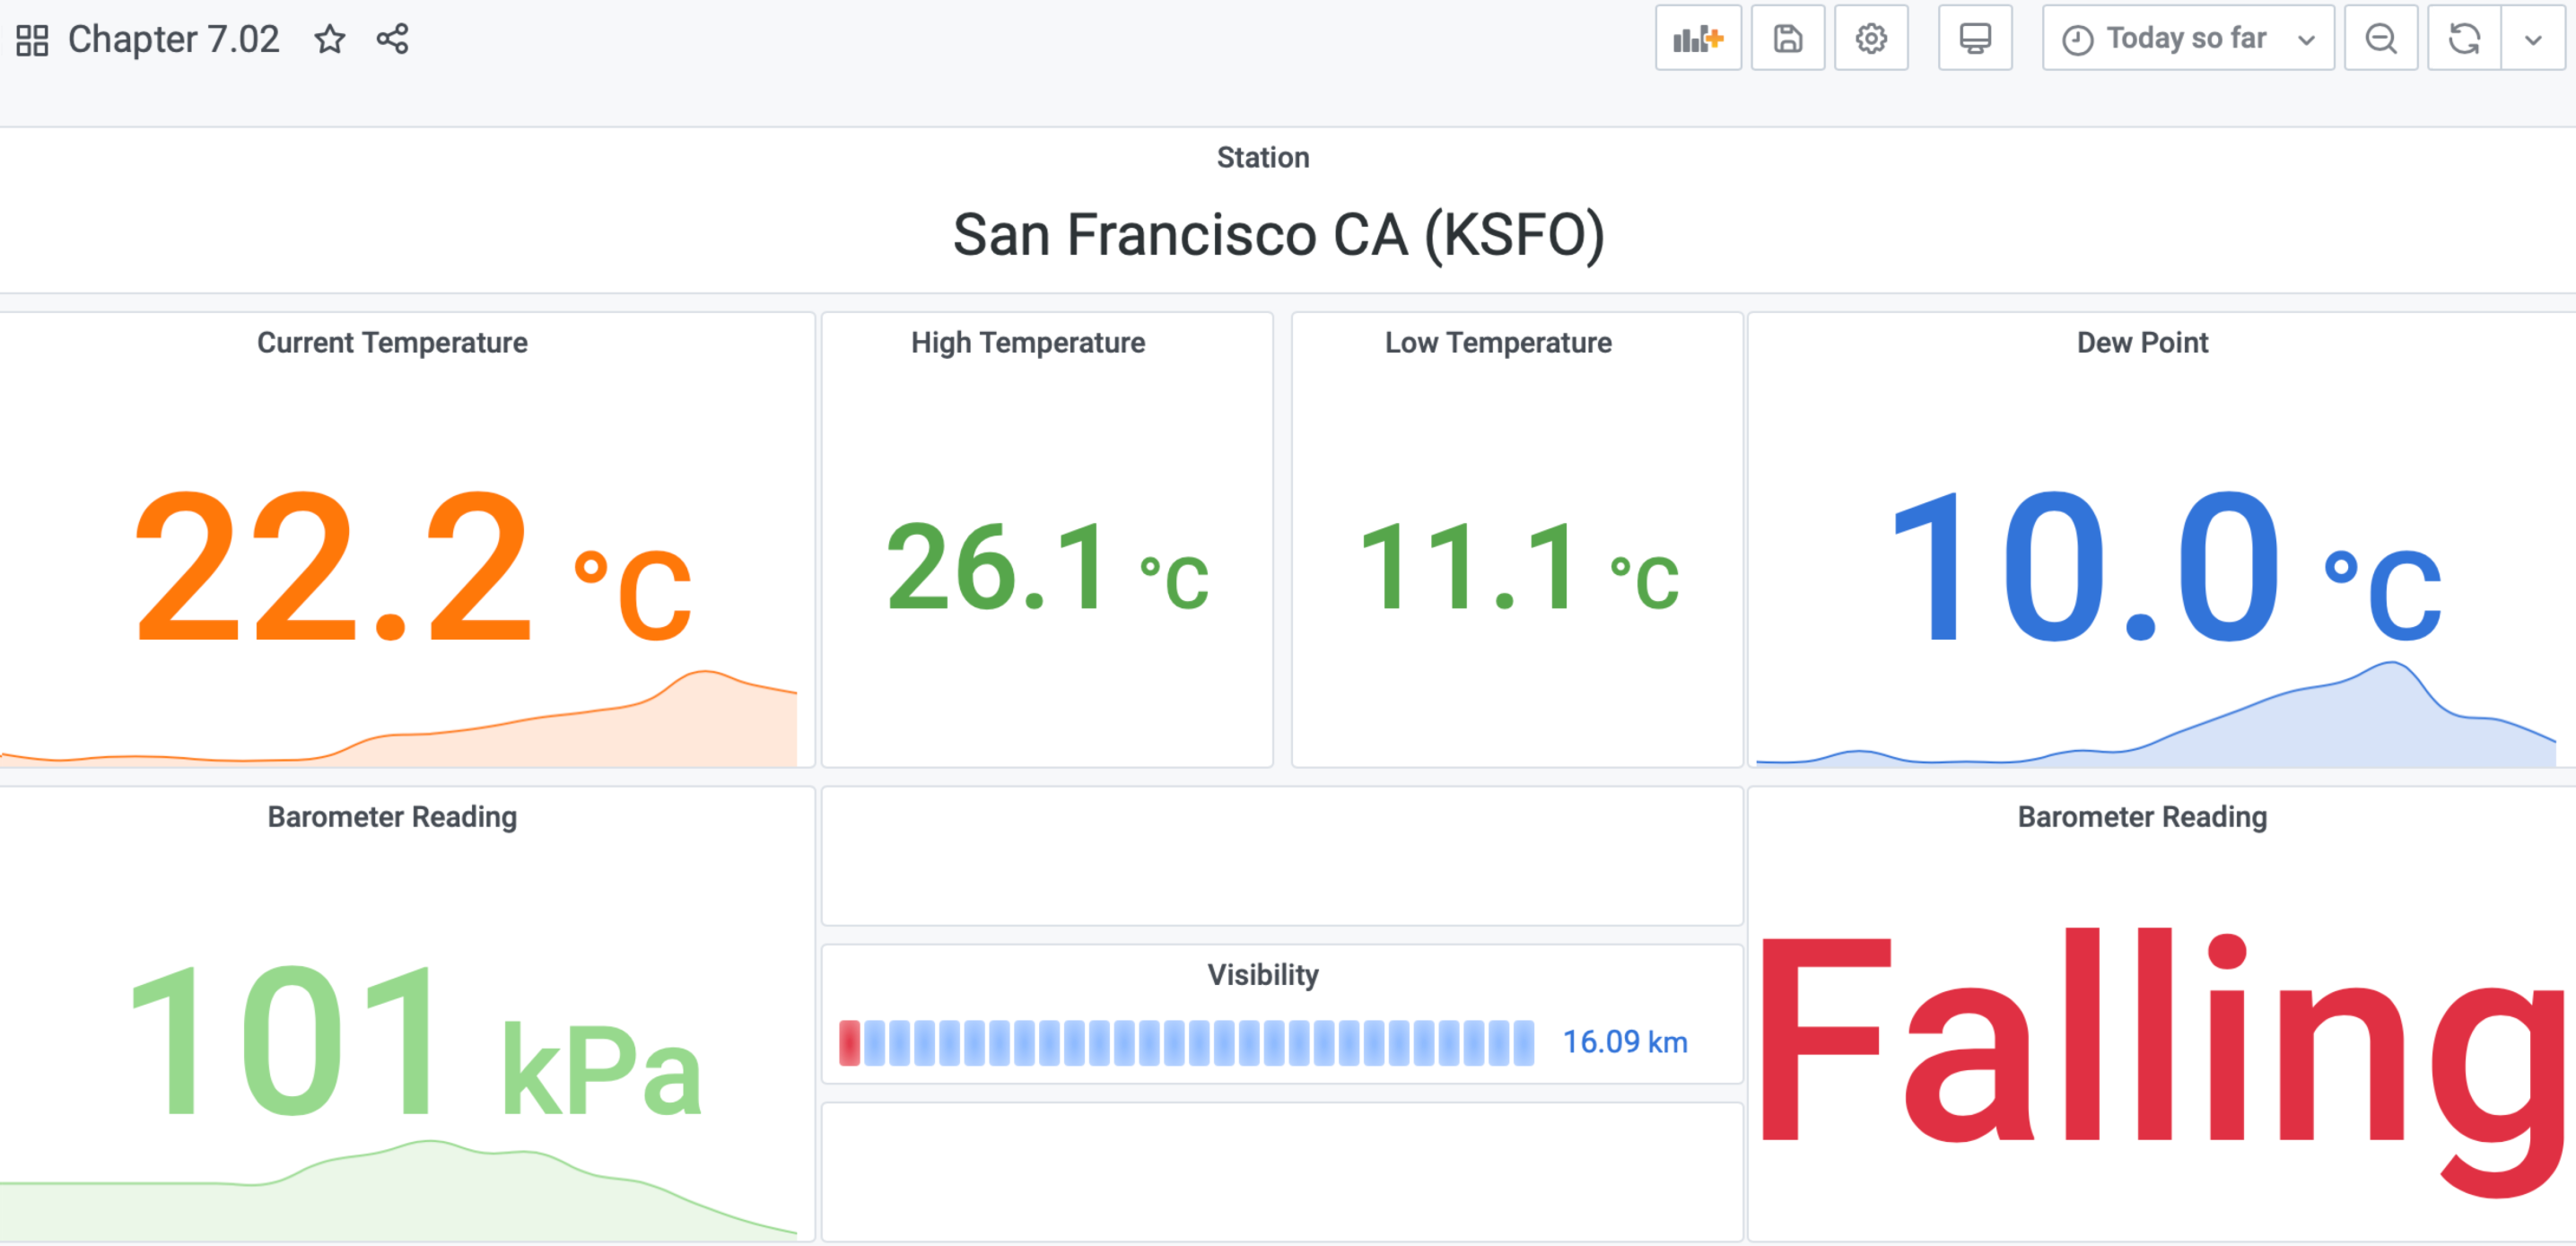 Chapter 7.02
Today so far
Station
San Francisco CA (KSFO)
Current Temperature
22.2 °C
High Temperature
26.1 °C
Low Temperature
11.1 °C
Dew Point
10.0 °C
Barometer Reading
101 kPa
Visibility
16.09 km
Barometer Reading
Falling